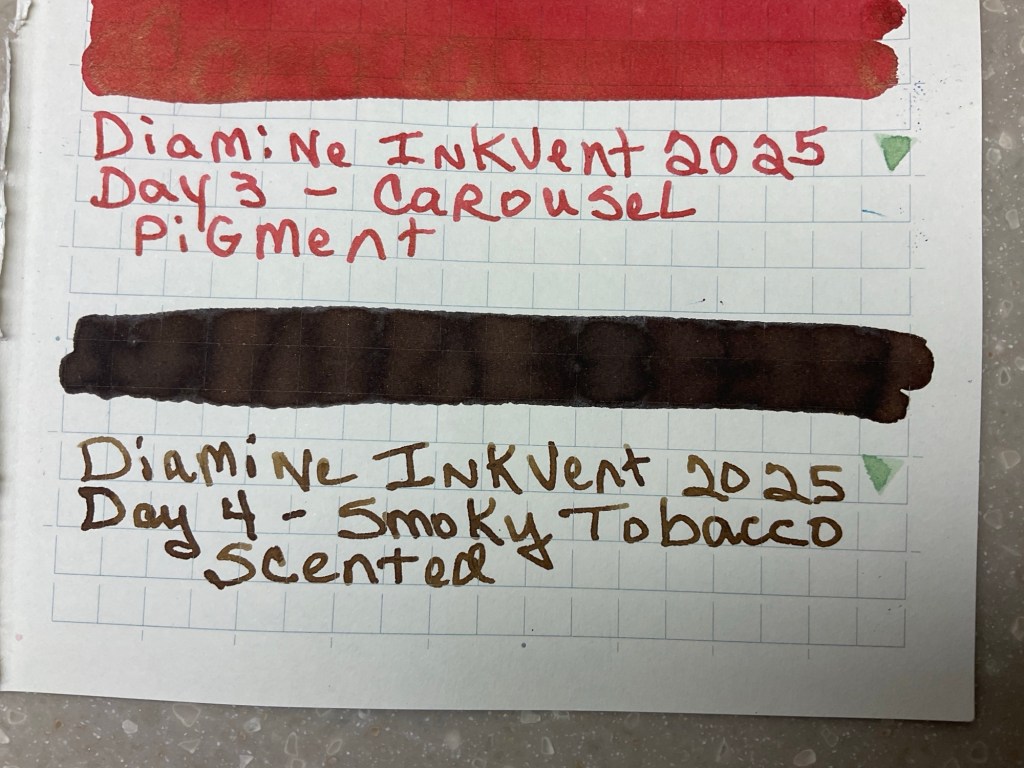 Diamine Inkvent 2025
Day 3 - Carousel
Pigment
Diamine Inkvent 2025
Day 4 - Smoky Tobacco
Scented